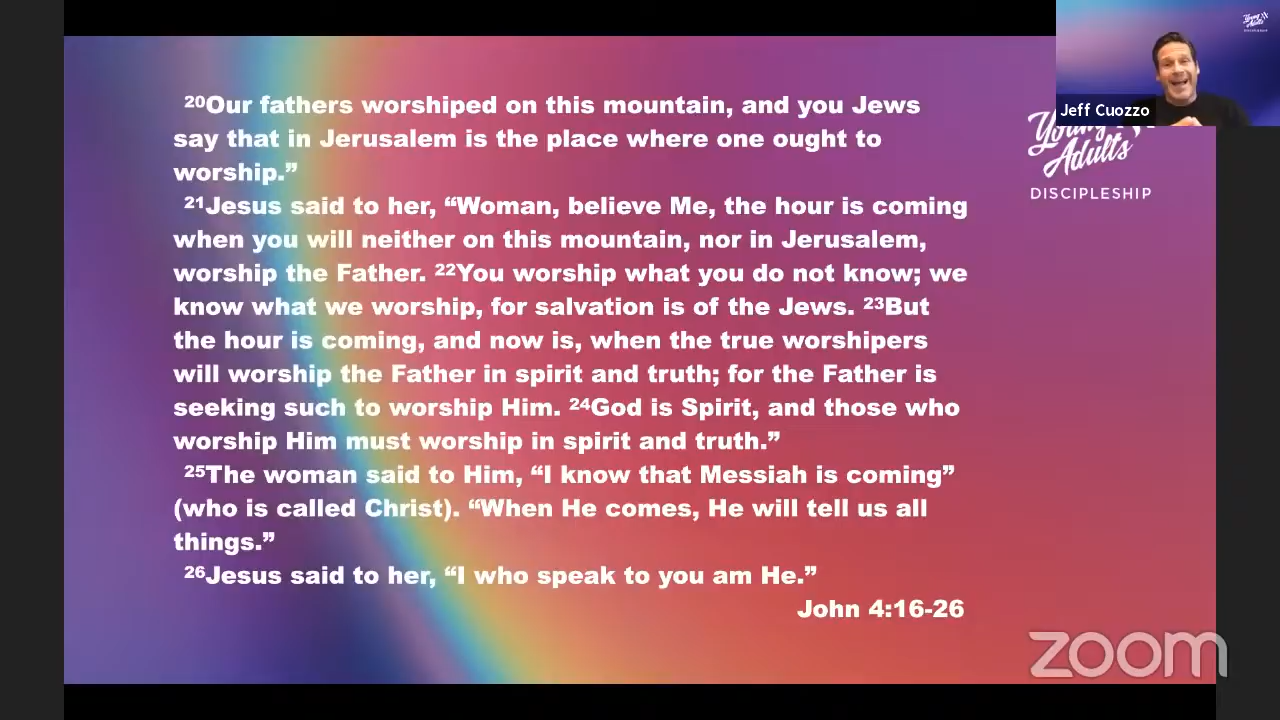 ²⁰Our fathers worshiped on this mountain, and you Jews
say that in Jerusalem is the place where one ought to
worship.”
²¹Jesus said to her, “Woman, believe Me, the hour is coming
when you will neither on this mountain, nor in Jerusalem,
worship the Father. ²²You worship what you do not know; we
know what we worship, for salvation is of the Jews. ²³But
the hour is coming, and now is, when the true worshipers
will worship the Father in spirit and truth; for the Father is
seeking such to worship Him. ²⁴God is Spirit, and those who
worship Him must worship in spirit and truth.”
²⁵The woman said to Him, “I know that Messiah is coming”
(who is called Christ). “When He comes, He will tell us all
things.”
²⁶Jesus said to her, “I who speak to you am He.”
John 4:16-26
Young
Adults
DISCIPLESHIP
Jeff Cuozzo
Young
Adults
DISCIPLESHIP
zoom